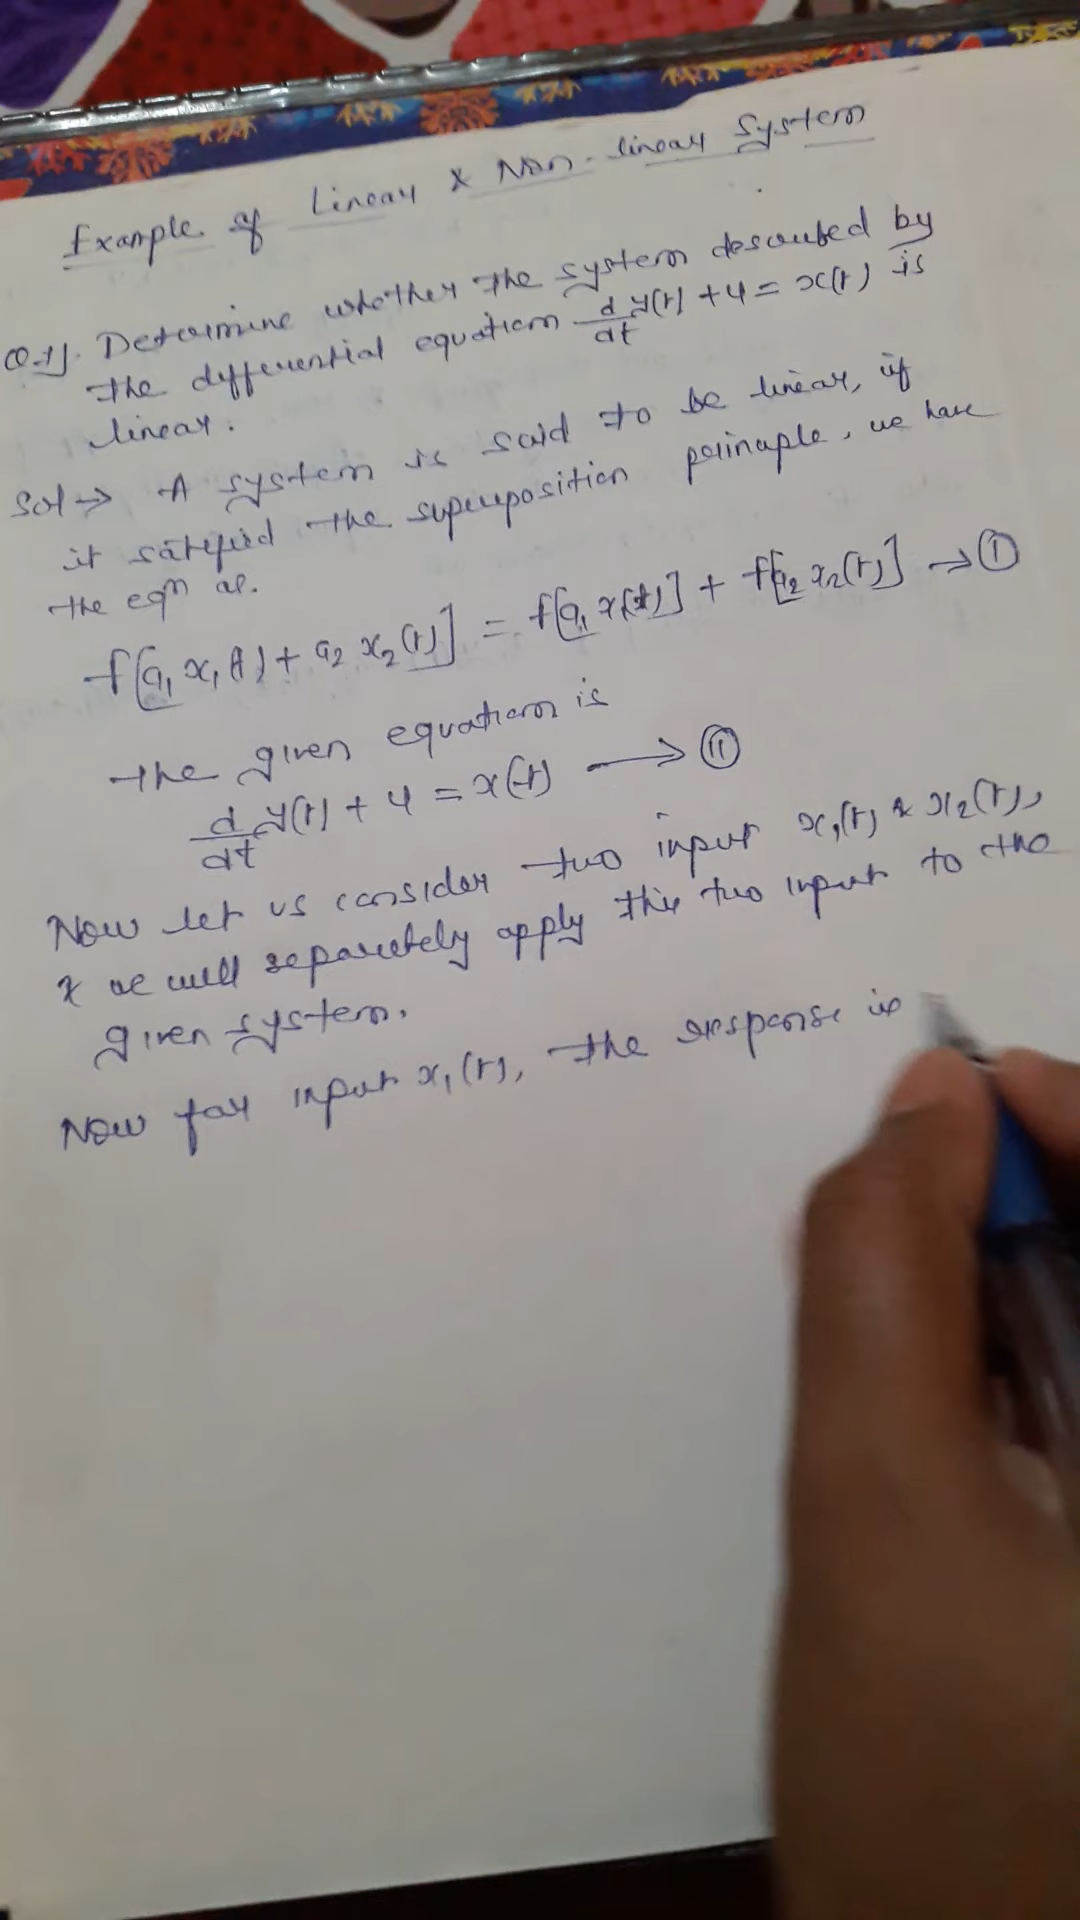 Example of Linear & Non-linear System
Q.1). Determine whether the system described by
the differential equation d/dt y(t) + 4 = x(t) is
linear.
Sol → A system is said to be linear, if
it satisfied the superposition principle, we have
the eqn as.
f[a₁ x₁(t) + a₂ x₂(t)] = f[a₁ x₁(t)] + f[a₂ x₂(t)] → ①
the given equation is
d/dt y(t) + 4 = x(t) → ⑪
Now let us consider two input x₁(t) & x₂(t),
& we will separately apply this two input to the
given system.
Now for input x₁(t), the response is